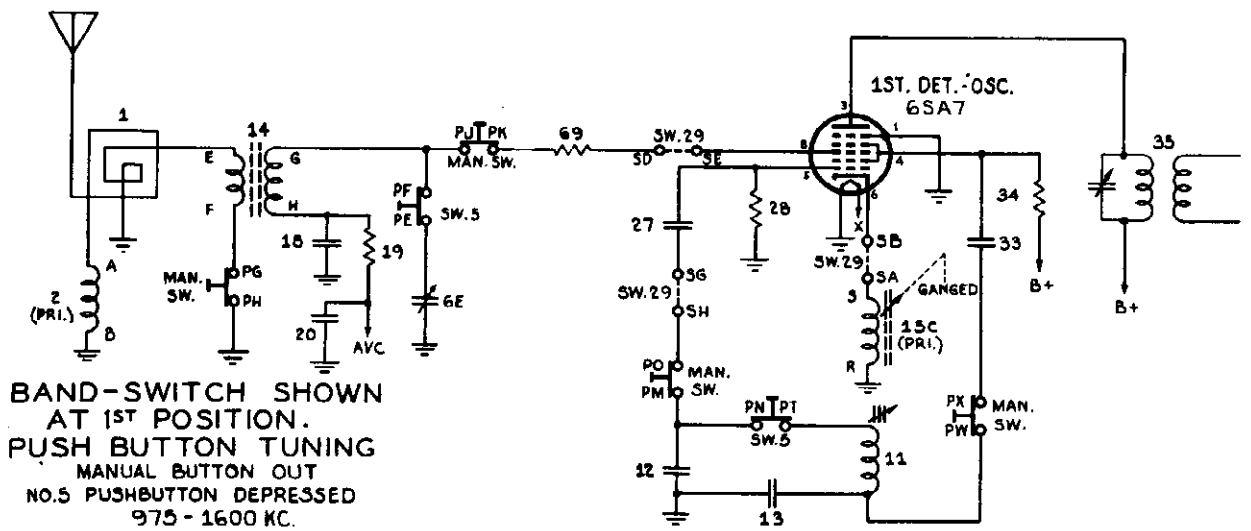 1ST. DET.-OSC.
6SA7
3
1
1
8
4
5
6
X
E
14
G
F
H
PJ PK
MAN. SW.
69
SW.29
SD
SE
PF
PE
SW.5
27
28
34
33
35
B+
B+
18
19
20
AVC
6E
MAN.
SW.
PG
PH
A
2
(PRI.)
B
SG
SW.29
SH
SB
SW.29
SA
GANGED
S
15C
(PRI.)
R
PO
PM
MAN.
SW.
PN PT
SW.5
12
13
11
PX
PW
MAN.
SW.
BAND-SWITCH SHOWN
AT 1ST POSITION.
PUSH BUTTON TUNING
MANUAL BUTTON OUT
NO.5 PUSHBUTTON DEPRESSED
975-1600 KC.